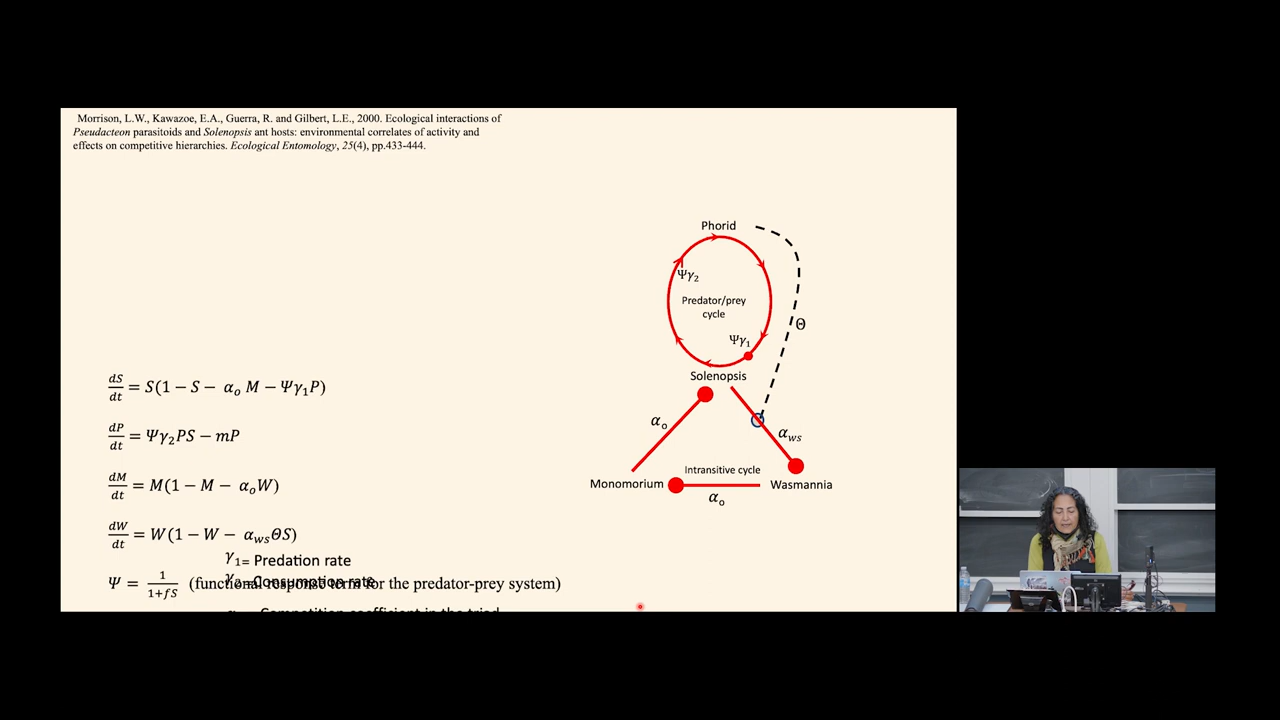 Morrison, L.W., Kawazoe, E.A., Guerra, R. and Gilbert, L.E., 2000. Ecological interactions of
Pseudacteon parasitoids and Solenopsis ant hosts: environmental correlates of activity and
effects on competitive hierarchies. Ecological Entomology, 25(4), pp.433-444.
Phorid
Ψγ₂
Predator/prey
cycle
Θ
Ψγ₁
Solenopsis
αₒ
α_ws
Intransitive cycle
Monomorium
Wasmannia
αₒ
dS/dt = S(1 − S − αₒ M − Ψγ₁P)
dP/dt = Ψγ₂PS − mP
dM/dt = M(1 − M − αₒW)
dW/dt = W(1 − W − α_wsΘS)
γ₁= Predation rate
Ψ = 1/(1+fS) (functional response term for the predator-prey system)
γ₂=Consumption rate
=Competition coefficient in the triad